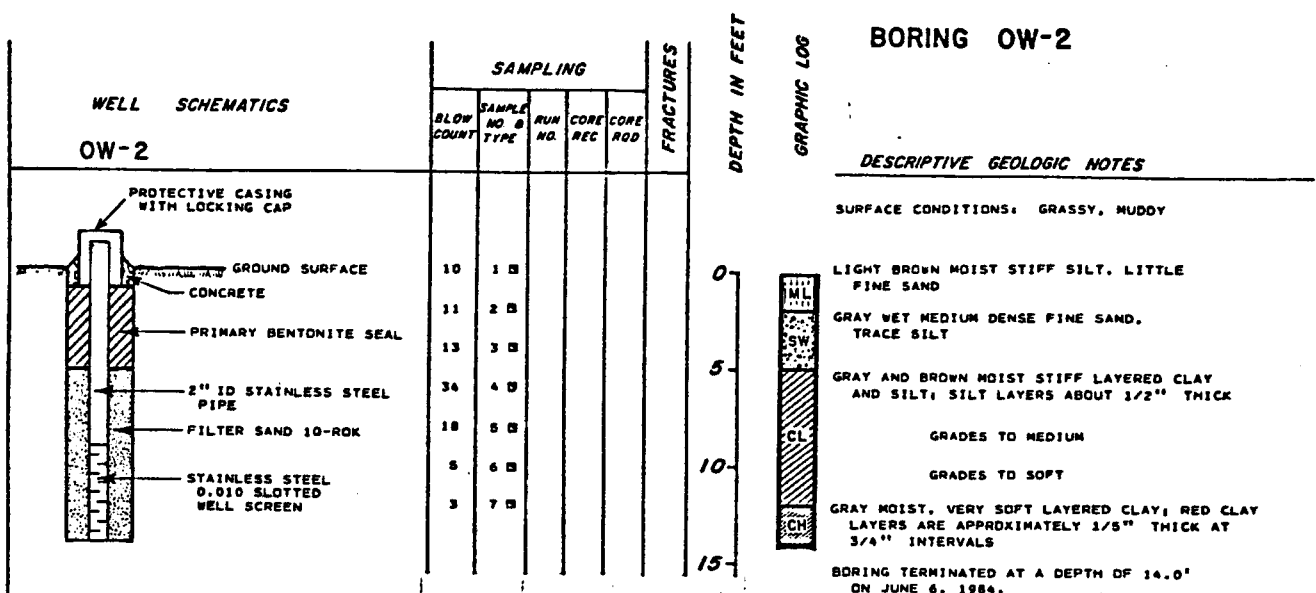 BORING OW-2
WELL SCHEMATICS
OW-2
SAMPLING
BLOW COUNT
SAMPLE NO & TYPE
RUN NO.
CORE REC
CORE RQD
FRACTURES
DEPTH IN FEET
GRAPHIC LOG
DESCRIPTIVE GEOLOGIC NOTES
PROTECTIVE CASING
WITH LOCKING CAP
GROUND SURFACE
CONCRETE
PRIMARY BENTONITE SEAL
2" ID STAINLESS STEEL
PIPE
FILTER SAND 10-ROK
STAINLESS STEEL
0.010 SLOTTED
WELL SCREEN
10 1
11 2
13 3
34 4
18 5
5 6
3 7
0
5
10
15
ML
SW
CL
CH
SURFACE CONDITIONS: GRASSY, MUDDY
LIGHT BROWN MOIST STIFF SILT, LITTLE
FINE SAND
GRAY WET MEDIUM DENSE FINE SAND,
TRACE SILT
GRAY AND BROWN MOIST STIFF LAYERED CLAY
AND SILT; SILT LAYERS ABOUT 1/2" THICK
GRADES TO MEDIUM
GRADES TO SOFT
GRAY MOIST, VERY SOFT LAYERED CLAY; RED CLAY
LAYERS ARE APPROXIMATELY 1/5" THICK AT
3/4" INTERVALS
BORING TERMINATED AT A DEPTH OF 14.0'
ON JUNE 6, 1984.